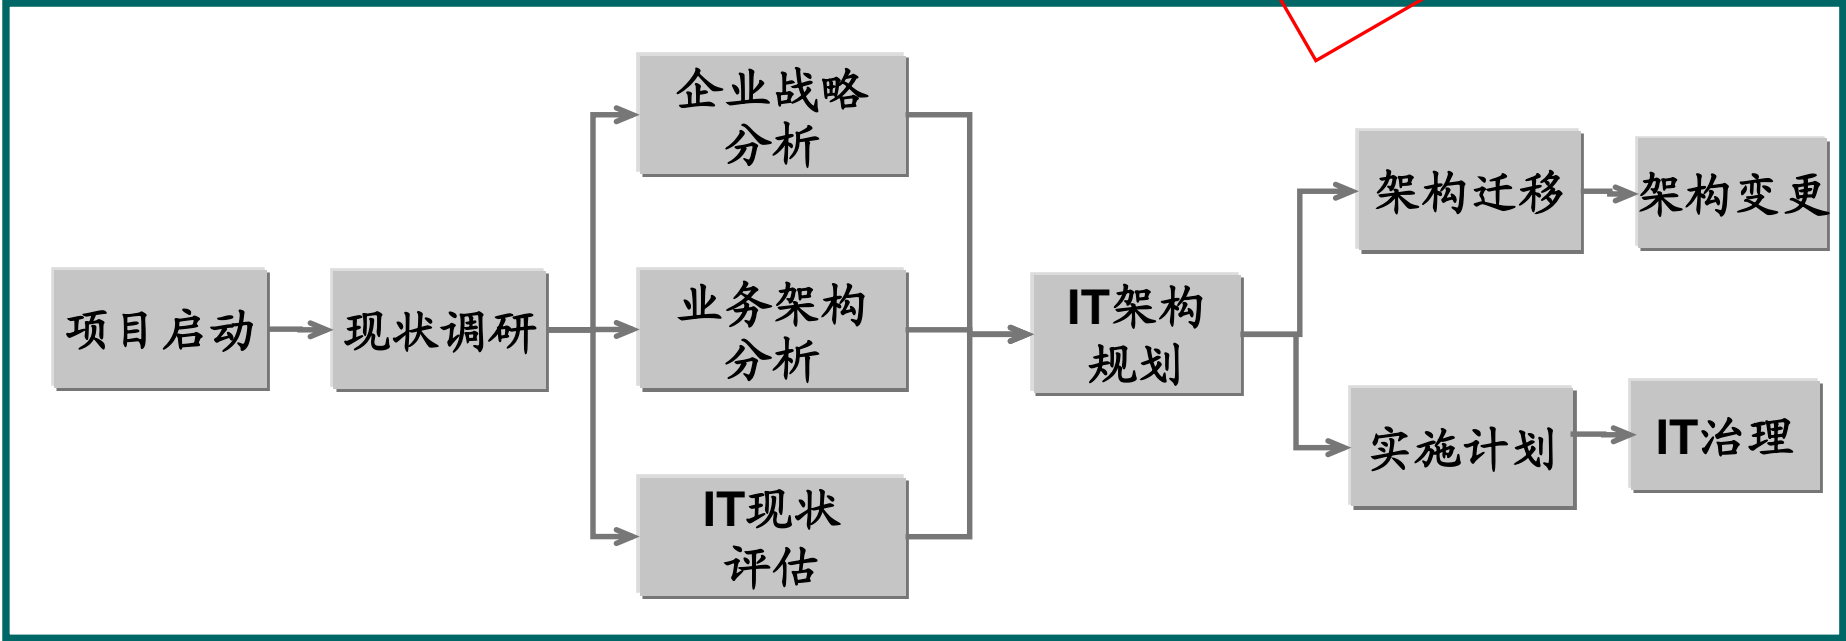 项目启动
现状调研
企业战略
分析
业务架构
分析
IT现状
评估
IT架构
规划
架构迁移
架构变更
实施计划
IT治理